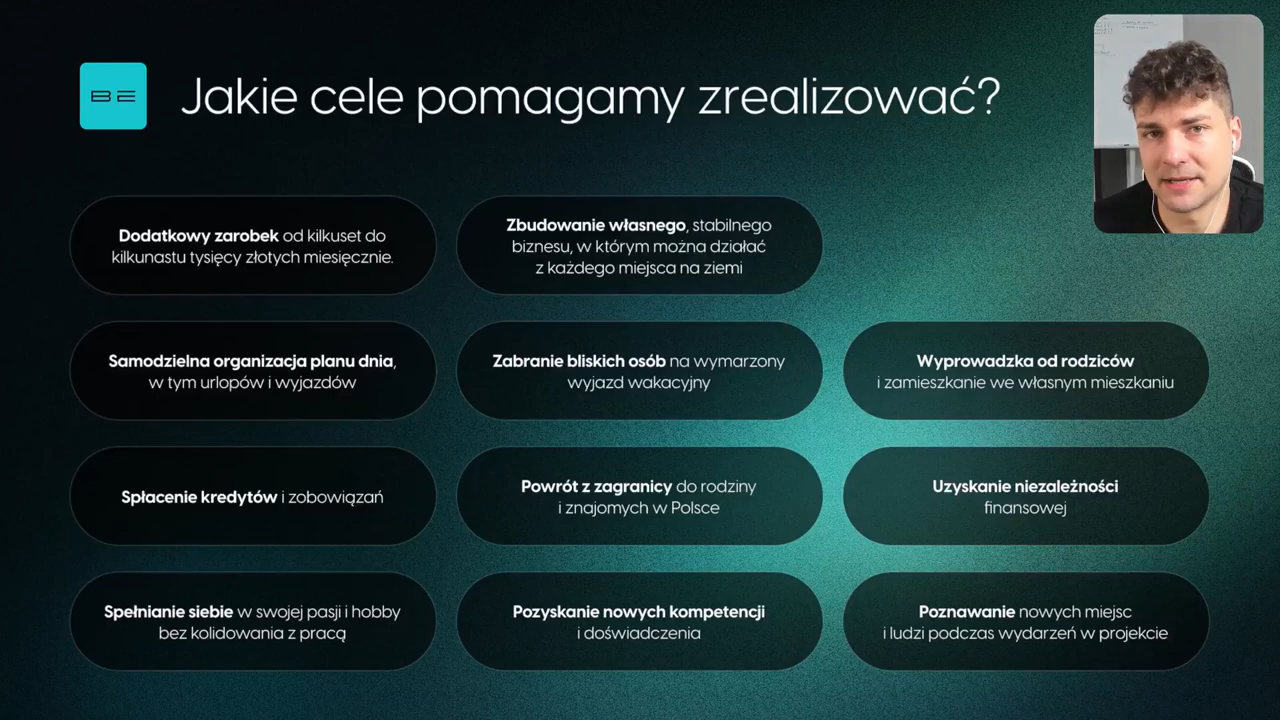 BE
Jakie cele pomagamy zrealizować?
Dodatkowy zarobek od kilkuset do
kilkunastu tysięcy złotych miesięcznie.
Zbudowanie własnego, stabilnego
biznesu, w którym można działać
z każdego miejsca na ziemi
Samodzielna organizacja planu dnia,
w tym urlopów i wyjazdów
Zabranie bliskich osób na wymarzony
wyjazd wakacyjny
Wyprowadzka od rodziców
i zamieszkanie we własnym mieszkaniu
Spłacenie kredytów i zobowiązań
Powrót z zagranicy do rodziny
i znajomych w Polsce
Uzyskanie niezależności
finansowej
Spełnianie siebie w swojej pasji i hobby
bez kolidowania z pracą
Pozyskanie nowych kompetencji
i doświadczenia
Poznawanie nowych miejsc
i ludzi podczas wydarzeń w projekcie